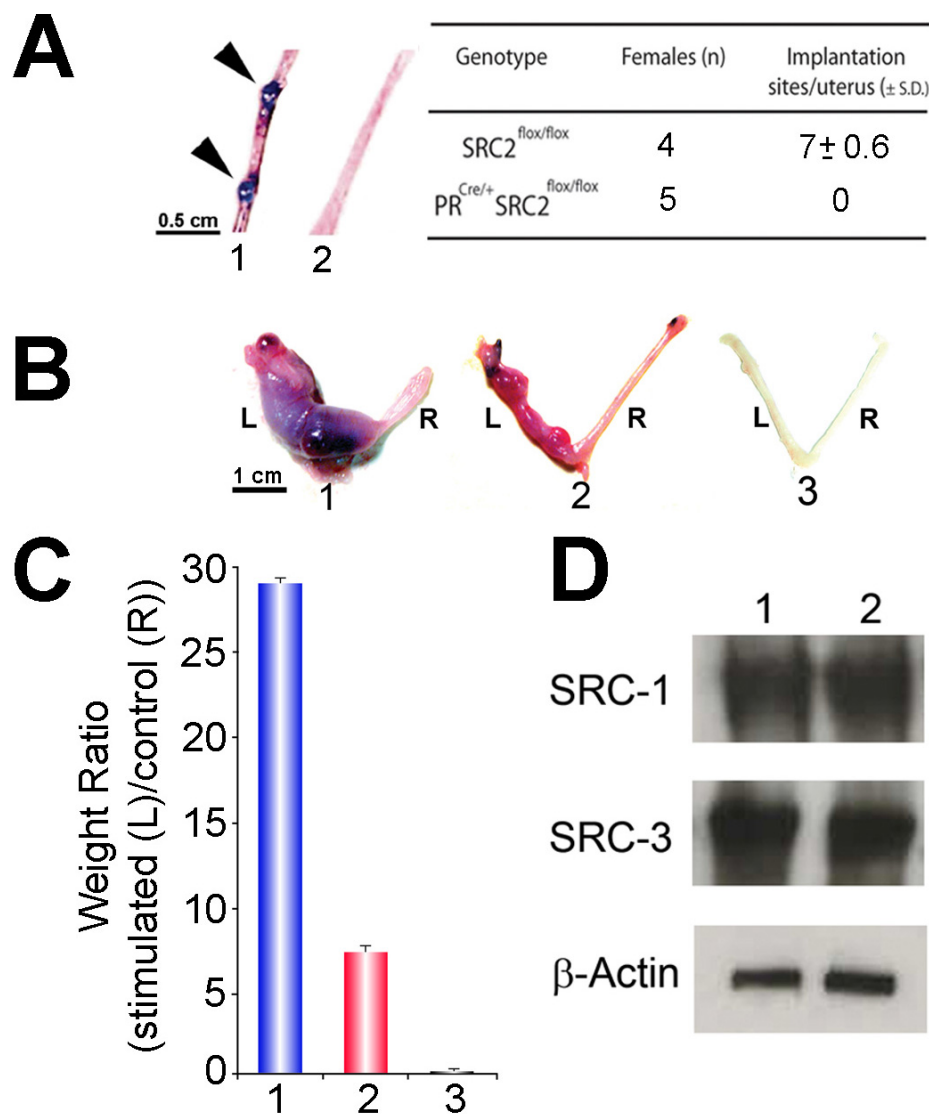 A
0.5 cm
1 2
Genotype Females (n) Implantation
sites/uterus (± S.D.)
SRC2flox/flox 4 7± 0.6
PRCre/+SRC2flox/flox 5 0
B
L R L R L R
1 cm
1 2 3
C
Weight Ratio
(stimulated (L)/control (R))
30
25
20
15
10
5
0
1 2 3
D
1 2
SRC-1
SRC-3
β-Actin